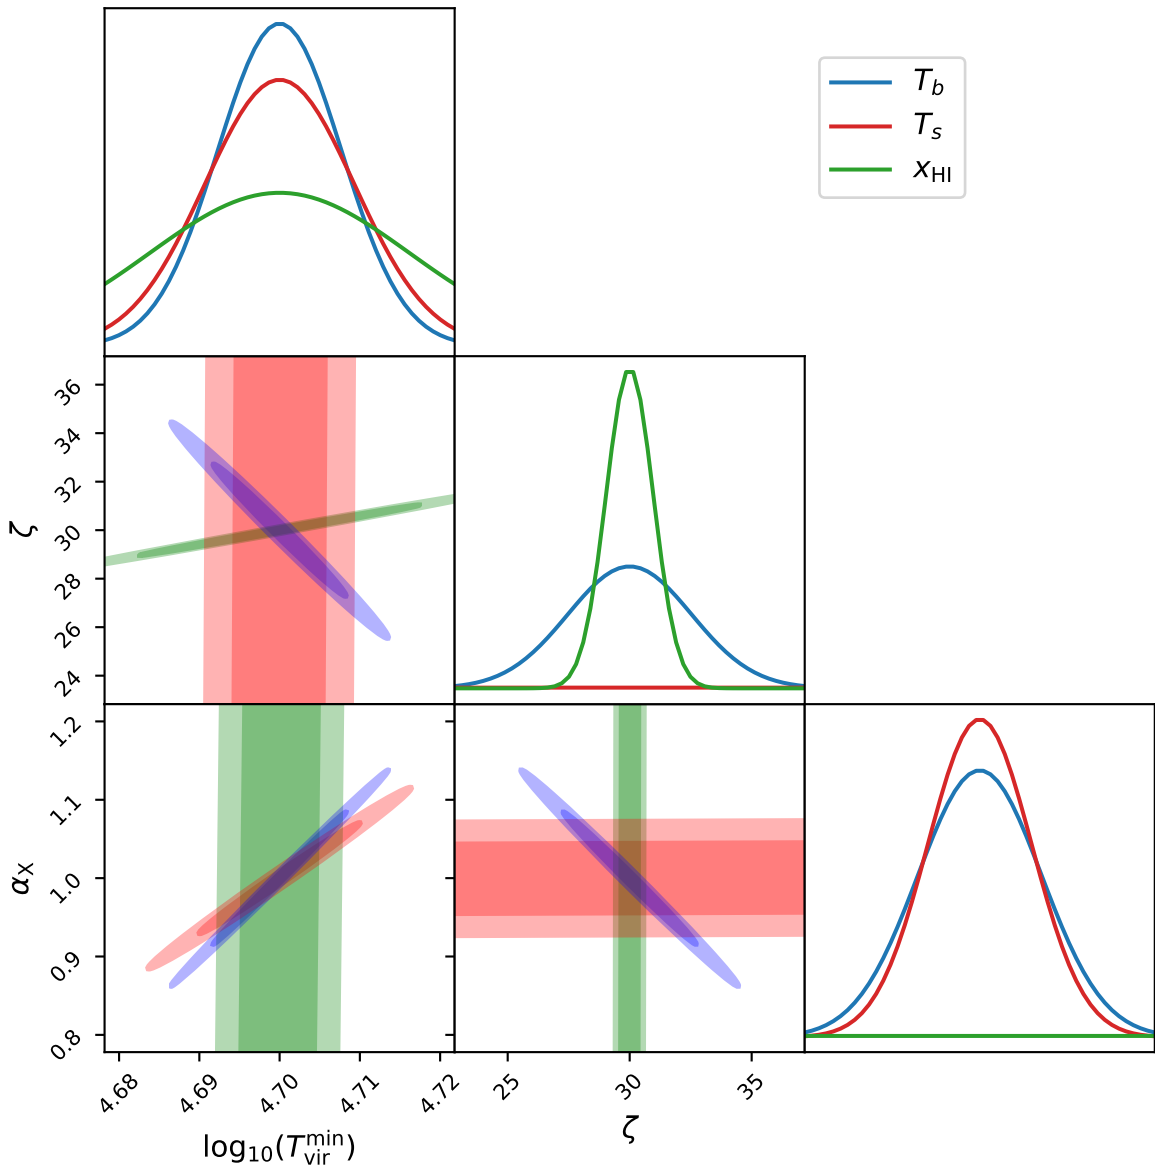 T_b
T_s
x_HI
ζ
36
34
32
30
28
26
24
α_X
1.2
1.1
1.0
0.9
0.8
4.68 4.69 4.70 4.71 4.72
log₁₀(T_vir^min)
25 30 35
ζ